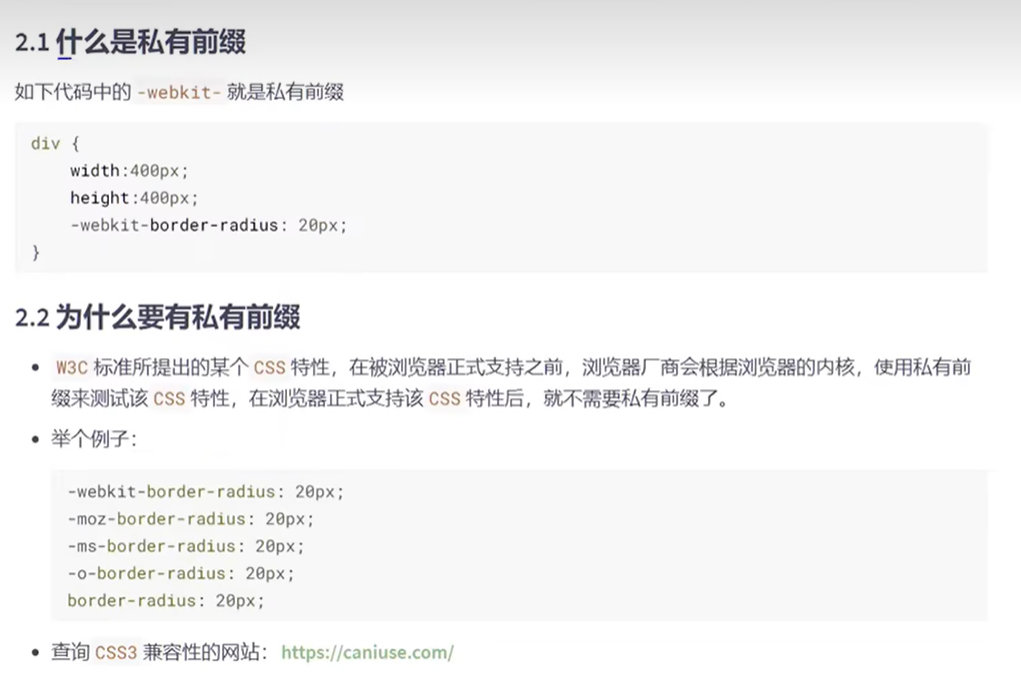 2.1 什么是私有前缀
如下代码中的 -webkit- 就是私有前缀
div {
    width:400px;
    height:400px;
    -webkit-border-radius: 20px;
}
2.2 为什么要有私有前缀
• W3C 标准所提出的某个 CSS 特性，在被浏览器正式支持之前，浏览器厂商会根据浏览器的内核，使用私有前
缀来测试该 CSS 特性，在浏览器正式支持该 CSS 特性后，就不需要私有前缀了。
• 举个例子：
-webkit-border-radius: 20px;
-moz-border-radius: 20px;
-ms-border-radius: 20px;
-o-border-radius: 20px;
border-radius: 20px;
• 查询 CSS3 兼容性的网站：https://caniuse.com/